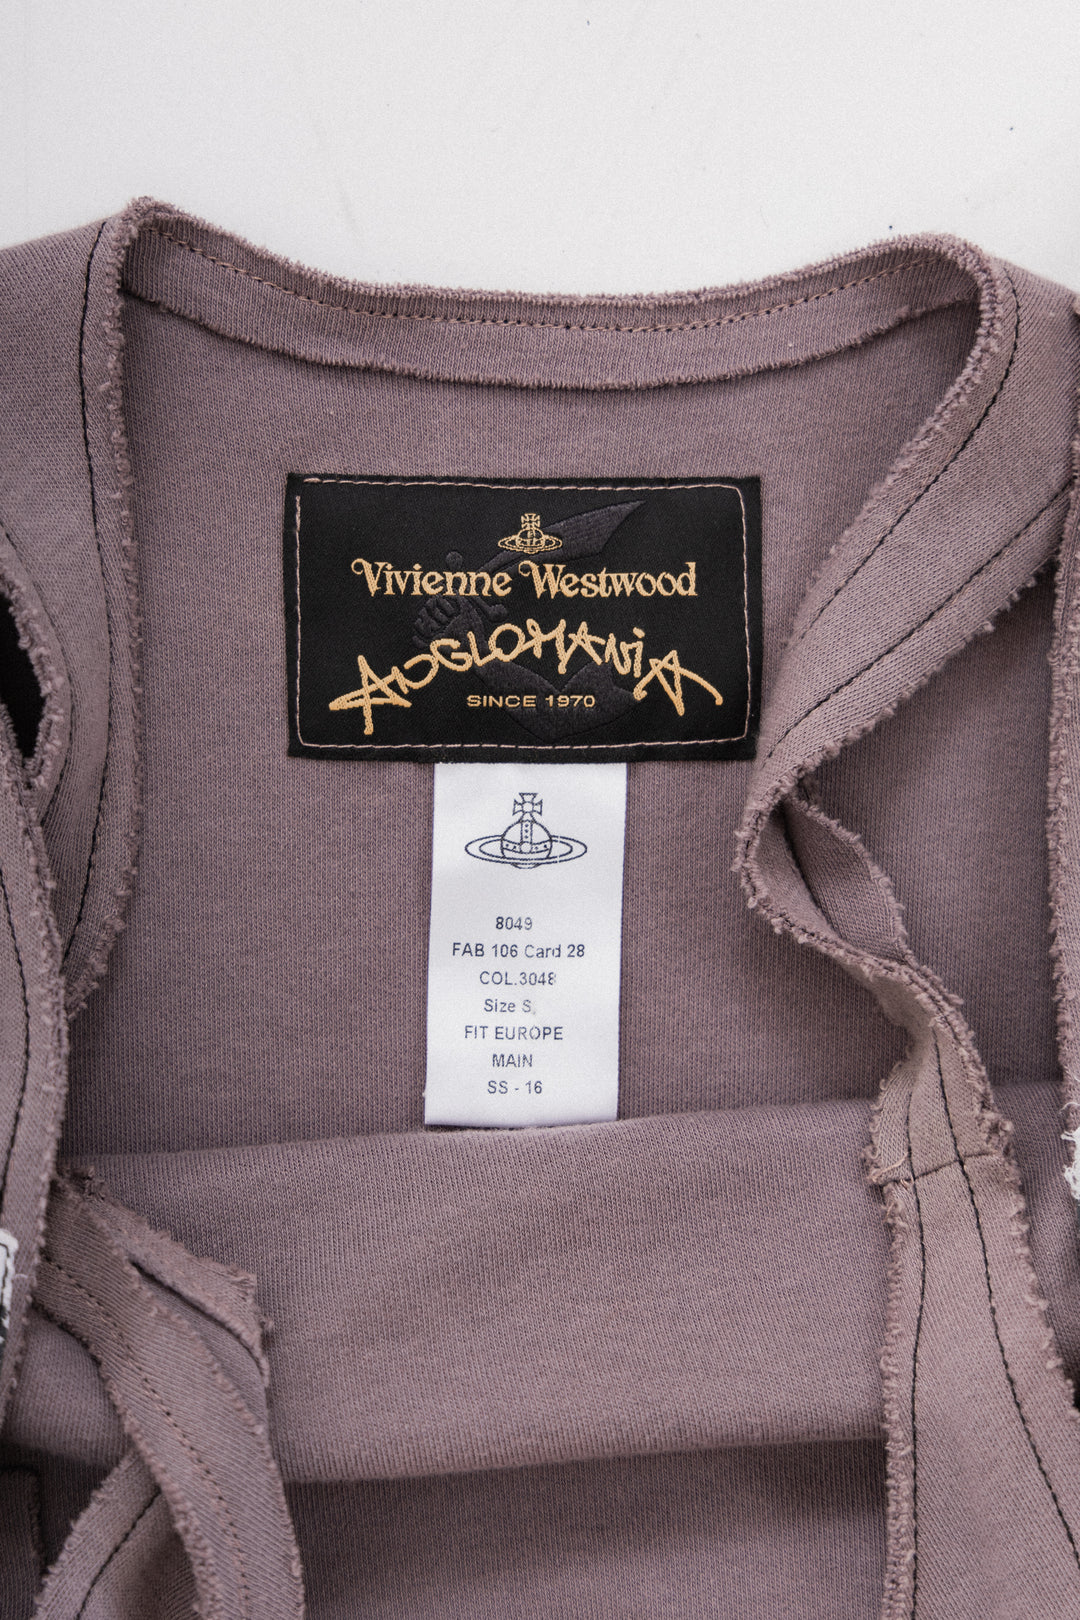 Vivienne Westwood
ANGLOMANIA
SINCE 1970
8049
FAB 106 Card 28
COL.3048
Size S
FIT EUROPE
MAIN
SS - 16